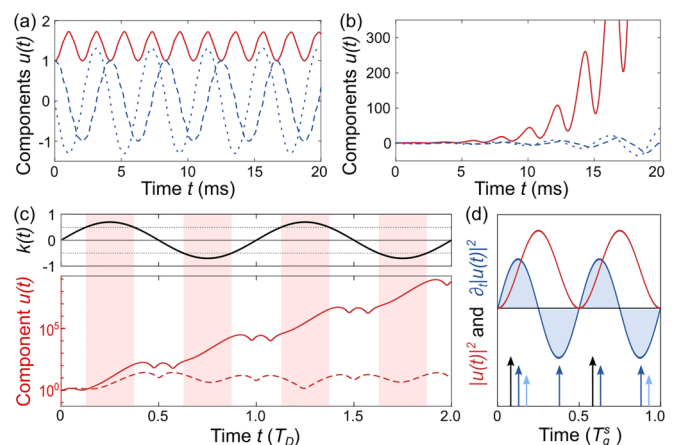 (a)
Components u(t)
2
1
0
-1
0
5
10
15
20
Time t (ms)
(b)
Components u(t)
300
200
100
0
0
5
10
15
20
Time t (ms)
(c)
k(t)
1
0
-1
Component u(t)
10^5
10^0
0
0.5
1.0
1.5
2.0
Time t (T_D)
(d)
|u(t)|^2 and ∂_t|u(t)|^2
0
0.5
1.0
Time (T_q^s)